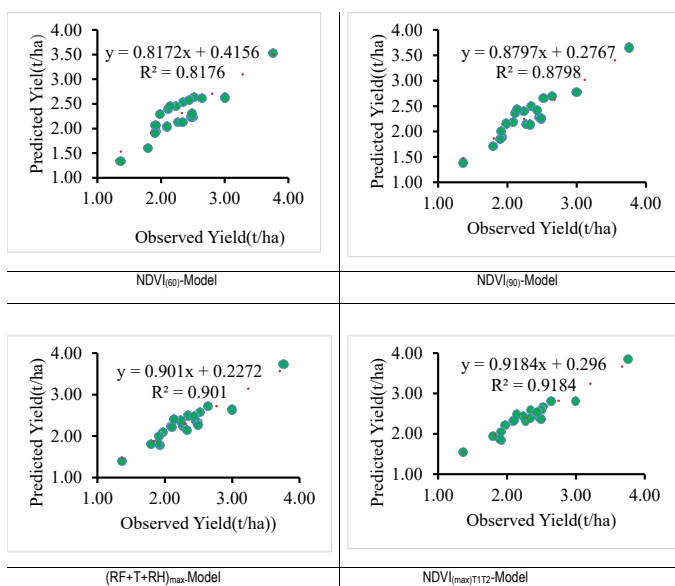 4.00
3.50
3.00
2.50
2.00
1.50
1.00
Predicted Yiel(t/ha)
y = 0.8172x + 0.4156
R² = 0.8176
1.00 2.00 3.00 4.00
Observed Yield(t/ha)
4.00
3.50
3.00
2.50
2.00
1.50
1.00
Predicted Yield((t/ha)
y = 0.8797x + 0.2767
R² = 0.8798
1.00 2.00 3.00 4.00
Observed Yield(t/ha)
NDVI(60)-Model
NDVI(90)-Model
4.00
3.00
2.00
1.00
Predicted Yield(t/ha)
y = 0.901x + 0.2272
R² = 0.901
1.00 2.00 3.00 4.00
Observed Yield(t/ha))
4.00
3.00
2.00
1.00
Predicted Yield(t/ha)
y = 0.9184x + 0.296
R² = 0.9184
1.00 2.00 3.00 4.00
Observed Yield(t/ha)
(RF+T+RH)max-Model
NDVI(max)T1T2-Model